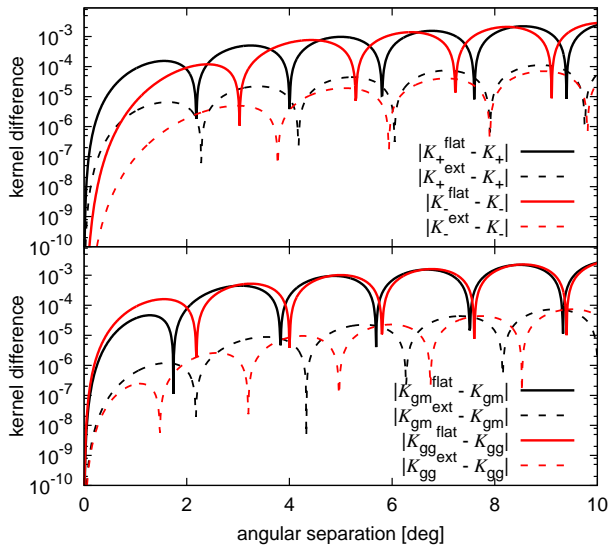 kernel difference
10⁻³
10⁻⁴
10⁻⁵
10⁻⁶
10⁻⁷
10⁻⁸
10⁻⁹
10⁻¹⁰
|K₊^flat - K₊|
|K₊^ext - K₊|
|K₋^flat - K₋|
|K₋^ext - K₋|
kernel difference
10⁻³
10⁻⁴
10⁻⁵
10⁻⁶
10⁻⁷
10⁻⁸
10⁻⁹
10⁻¹⁰
|K_gm^flat - K_gm|
|K_gm^ext - K_gm|
|K_gg^flat - K_gg|
|K_gg^ext - K_gg|
0 2 4 6 8 10
angular separation [deg]